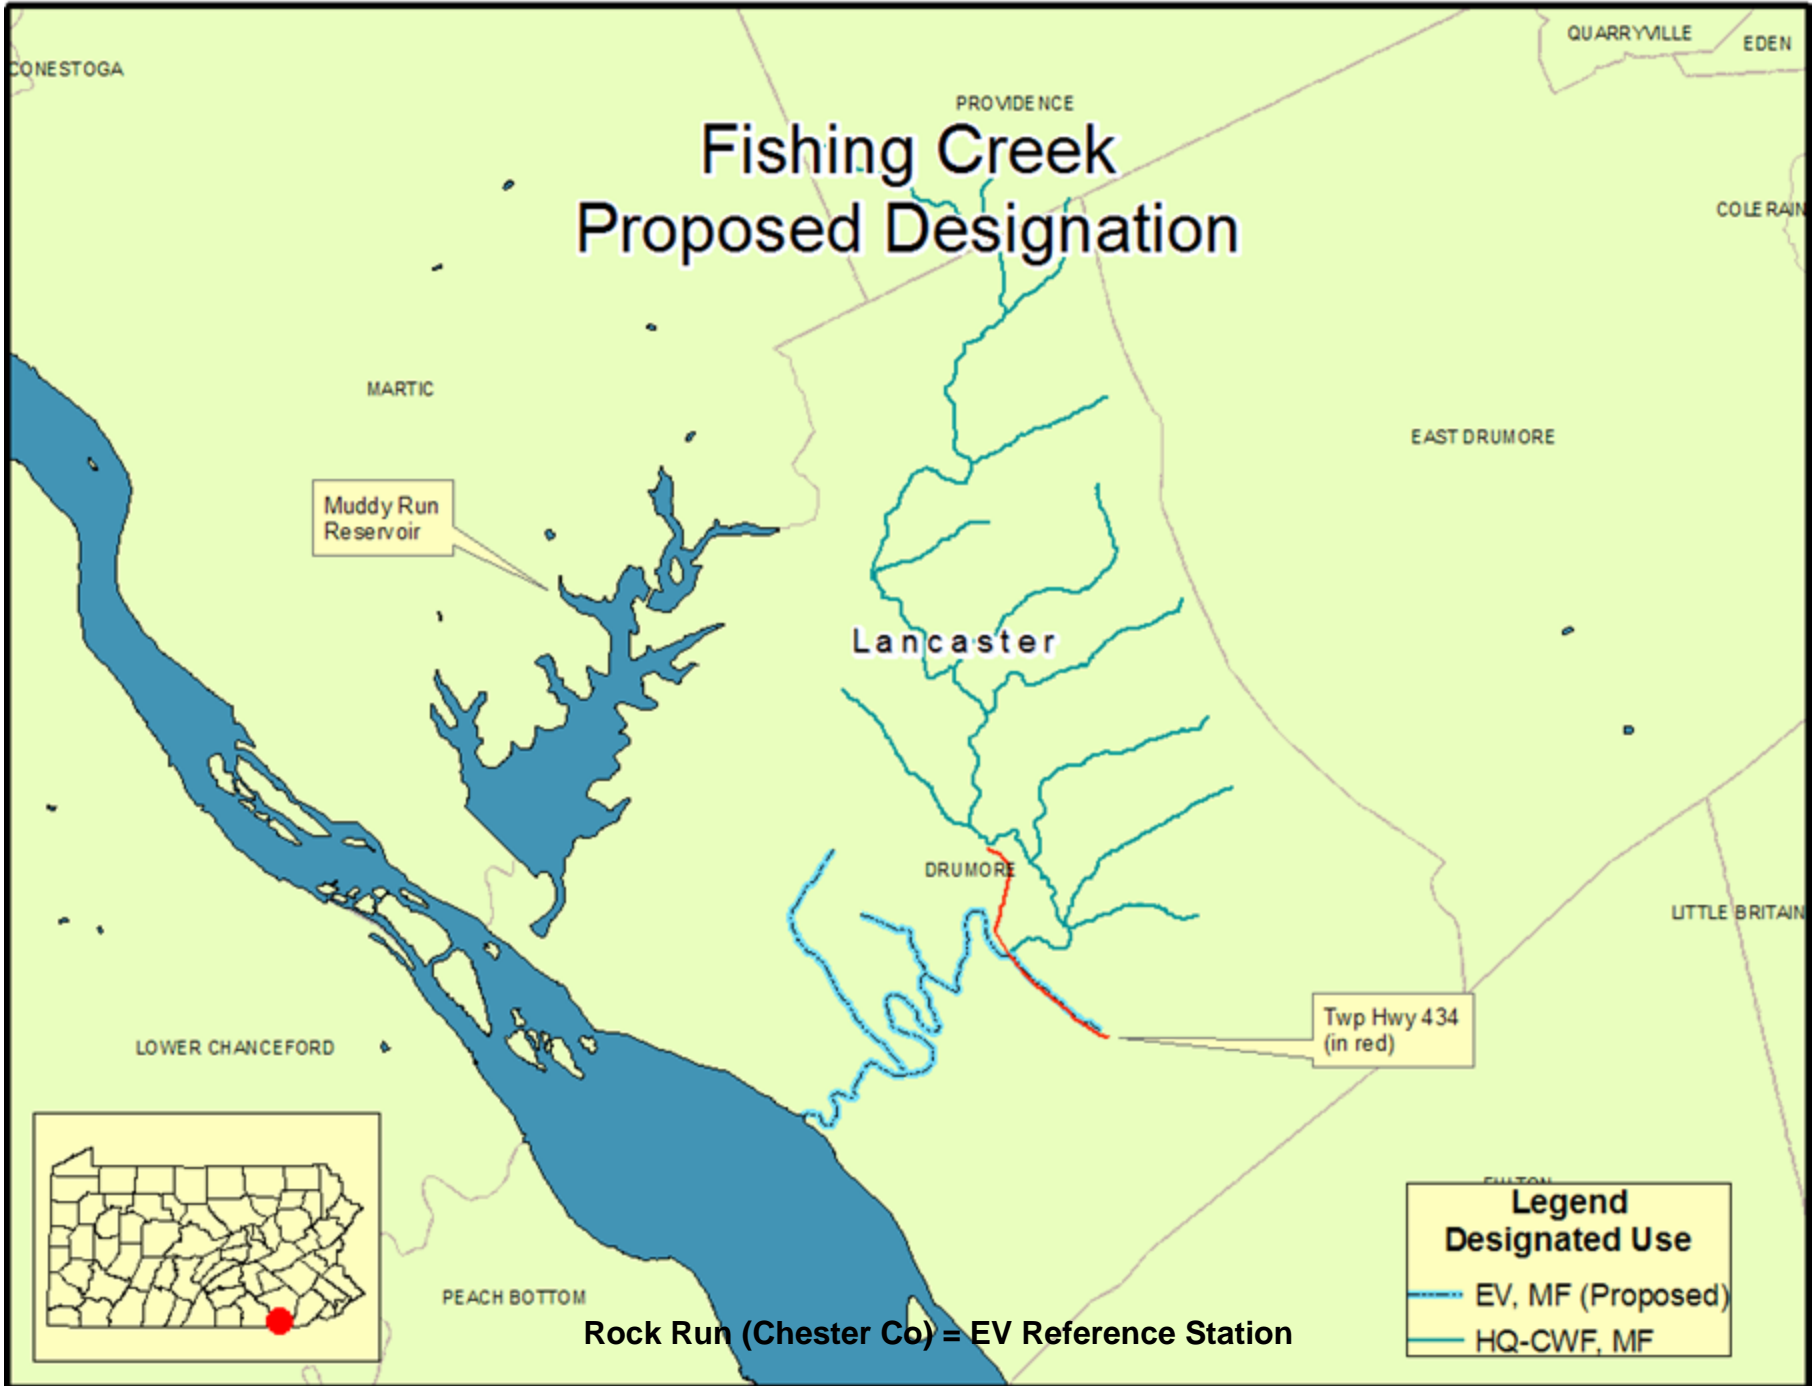 QUARRYVILLE
EDEN
CONESTOGA
PROVIDENCE
Fishing Creek
Proposed Designation
COLERAIN
MARTIC
EAST DRUMORE
Muddy Run
Reservoir
Lancaster
DRUMORE
LITTLE BRITAIN
Twp Hwy 434
(in red)
LOWER CHANCEFORD
FULTON
Legend
Designated Use
EV, MF (Proposed)
HQ-CWF, MF
PEACH BOTTOM
Rock Run (Chester Co) = EV Reference Station